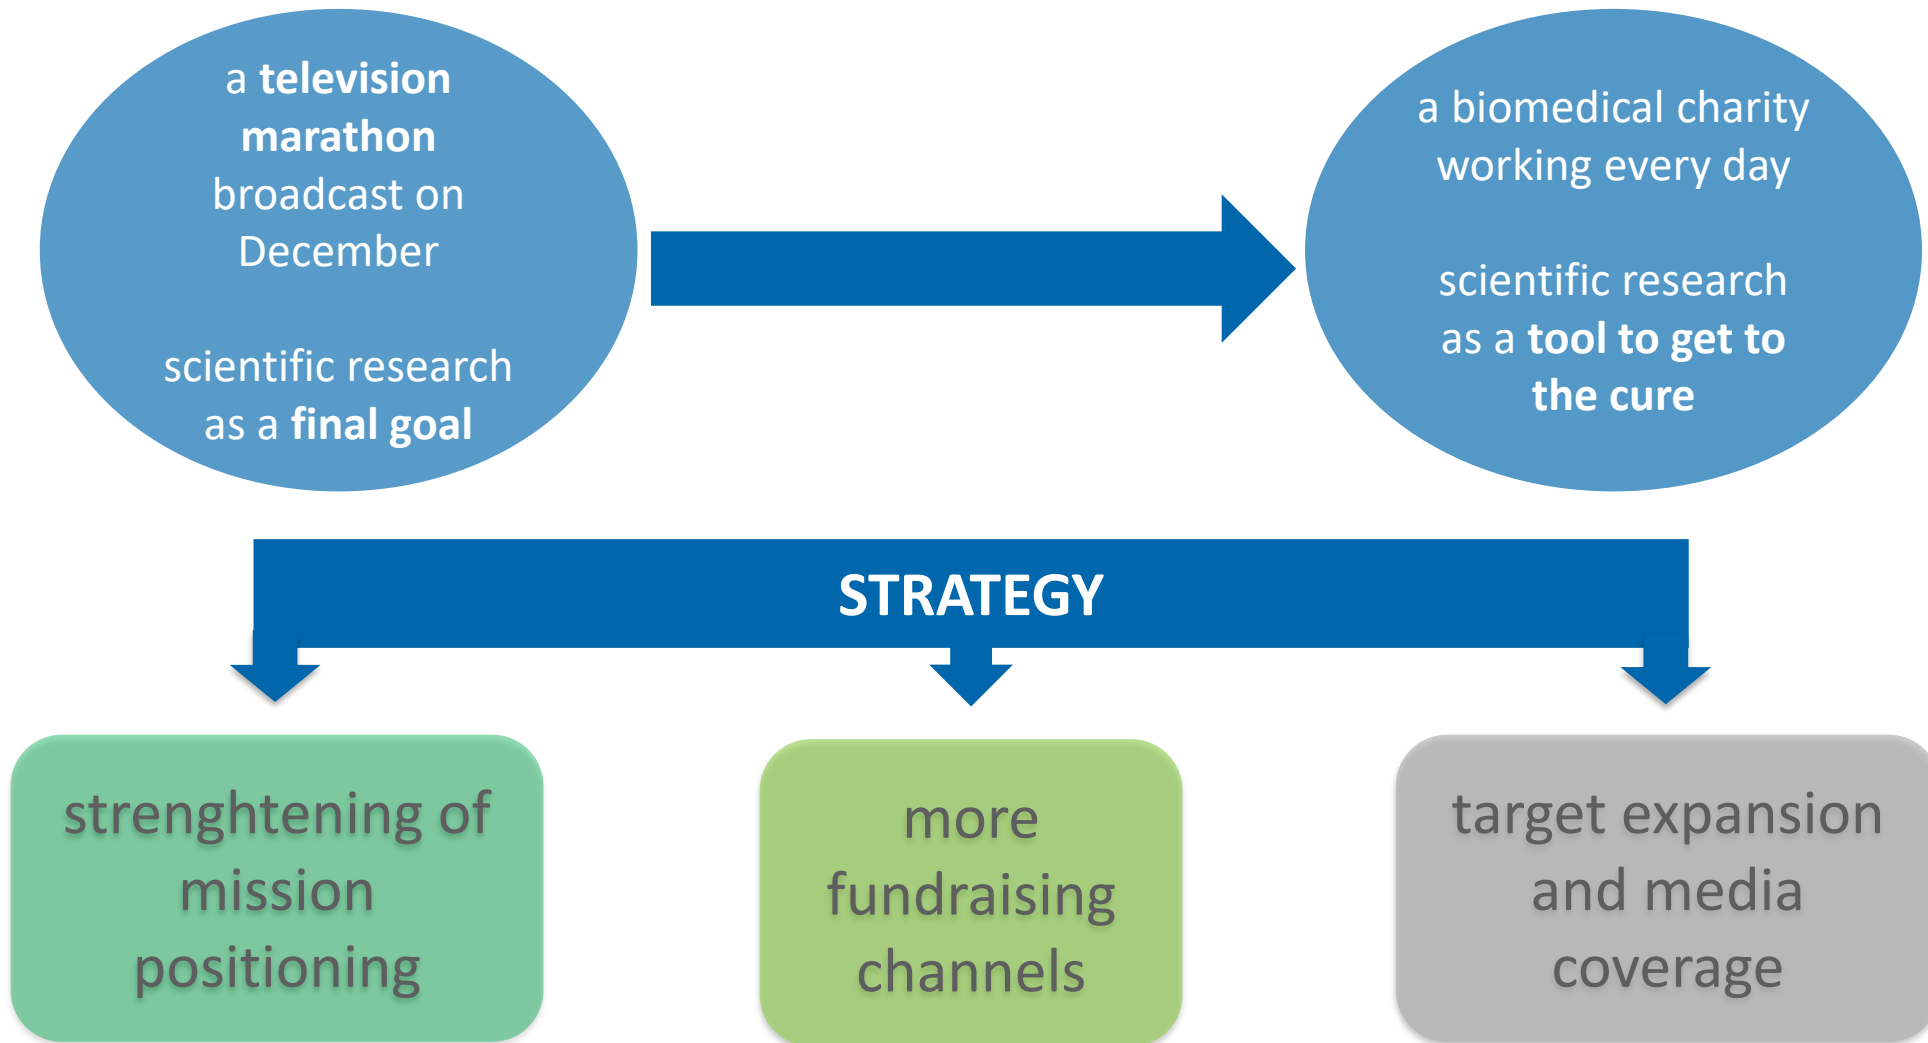 a television
marathon
broadcast on
December
scientific research
as a final goal
a biomedical charity
working every day
scientific research
as a tool to get to
the cure
STRATEGY
strenghtening of
mission
positioning
more
fundraising
channels
target expansion
and media
coverage